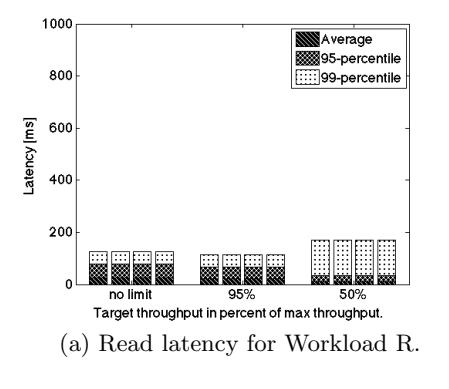 1000
800
600
400
200
0
Latency [ms]
Average
95-percentile
99-percentile
no limit
95%
50%
Target throughput in percent of max throughput.
(a) Read latency for Workload R.